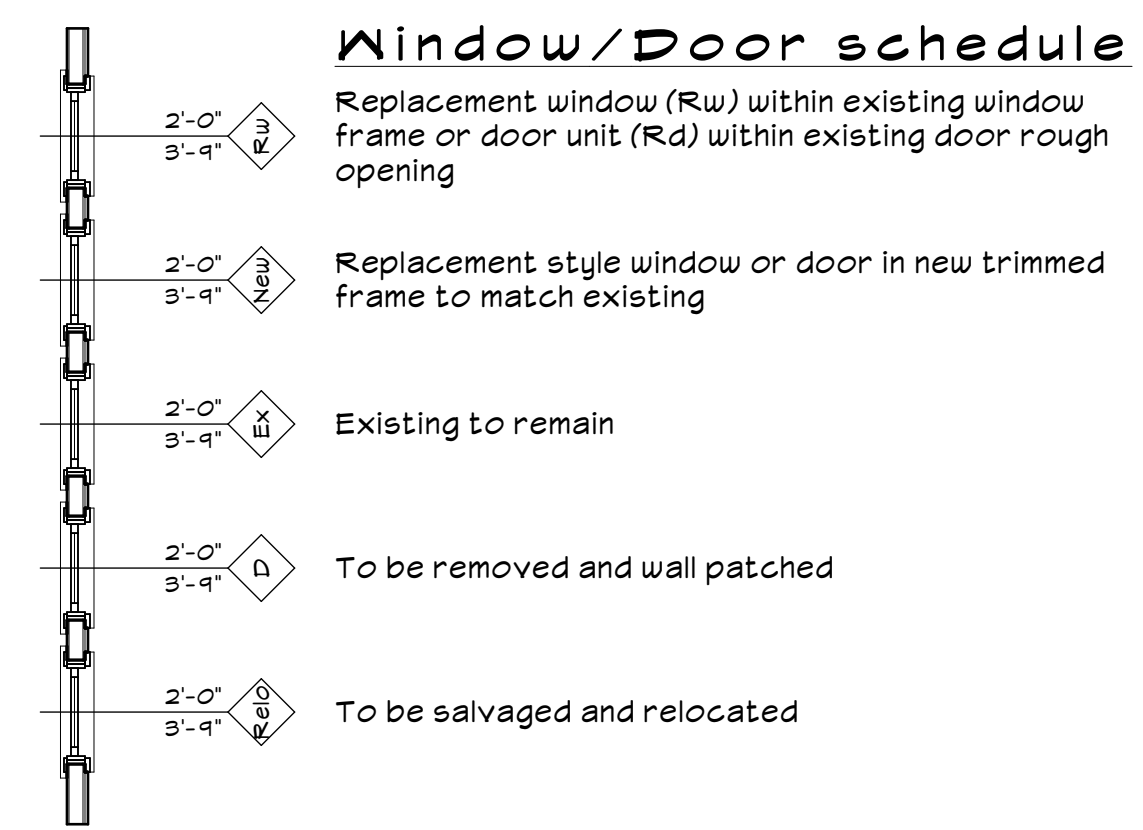 Window/Door schedule
2'-0"
3'-9"
Rw
Replacement window (Rw) within existing window
frame or door unit (Rd) within existing door rough
opening
2'-0"
3'-9"
New
Replacement style window or door in new trimmed
frame to match existing
2'-0"
3'-9"
Ex
Existing to remain
2'-0"
3'-9"
D
To be removed and wall patched
2'-0"
3'-9"
Relo
To be salvaged and relocated